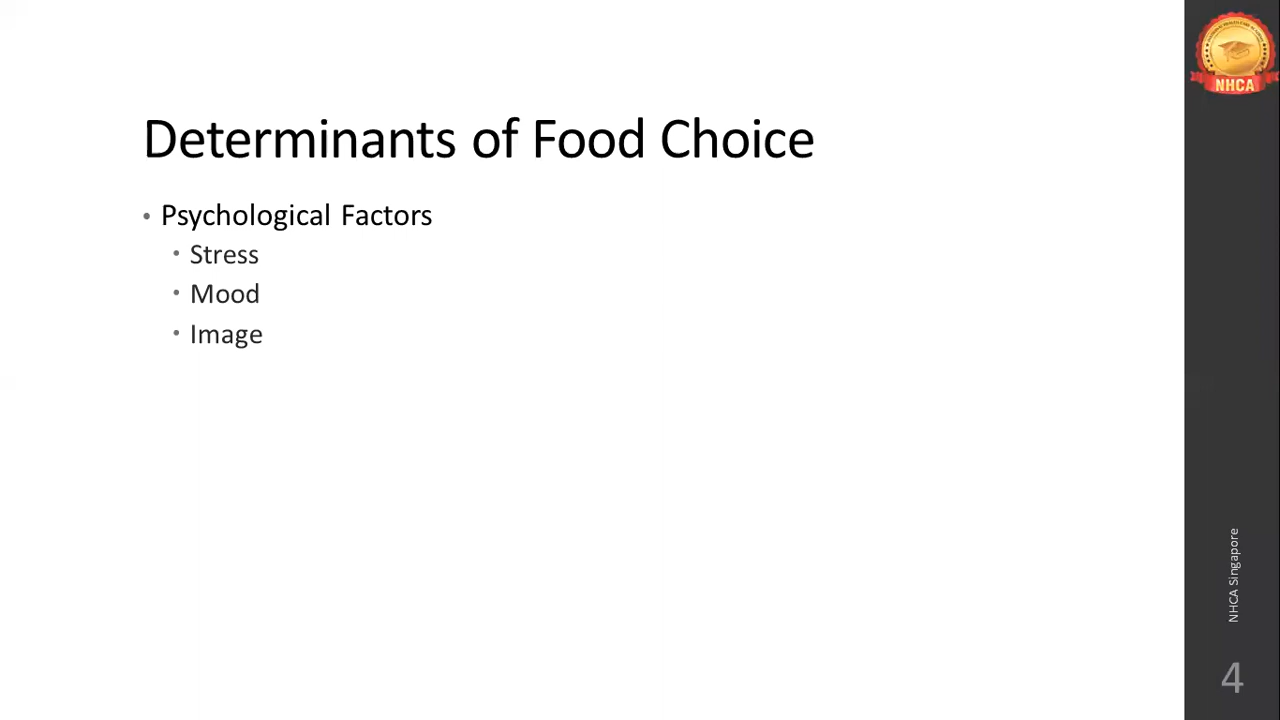 Determinants of Food Choice
• Psychological Factors
• Stress
• Mood
• Image
NHCA
NHCA Singapore
4